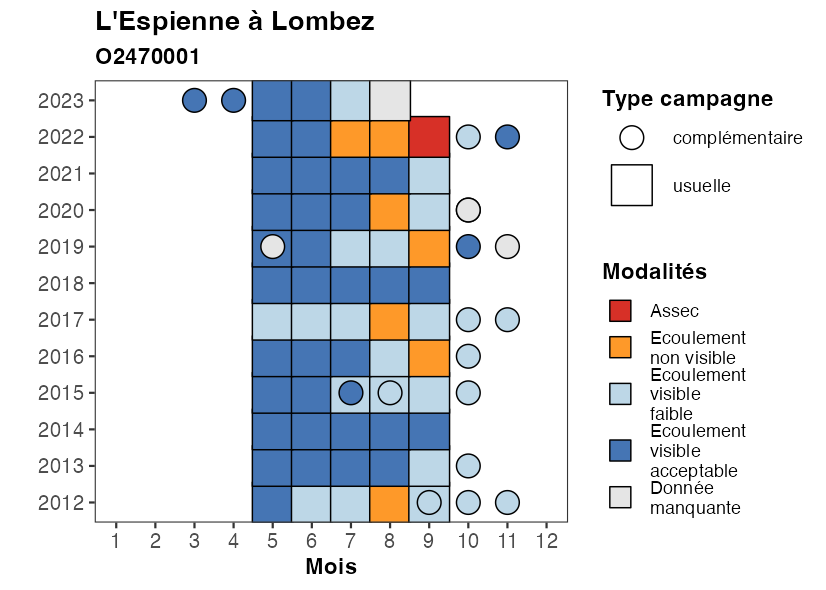 L'Espienne à Lombez
O2470001
2023
2022
2021
2020
2019
2018
2017
2016
2015
2014
2013
2012
1 2 3 4 5 6 7 8 9 10 11 12
Mois
Type campagne
complémentaire
usuelle
Modalités
Assec
Ecoulement
non visible
Ecoulement
visible
faible
Ecoulement
visible
acceptable
Donnée
manquante